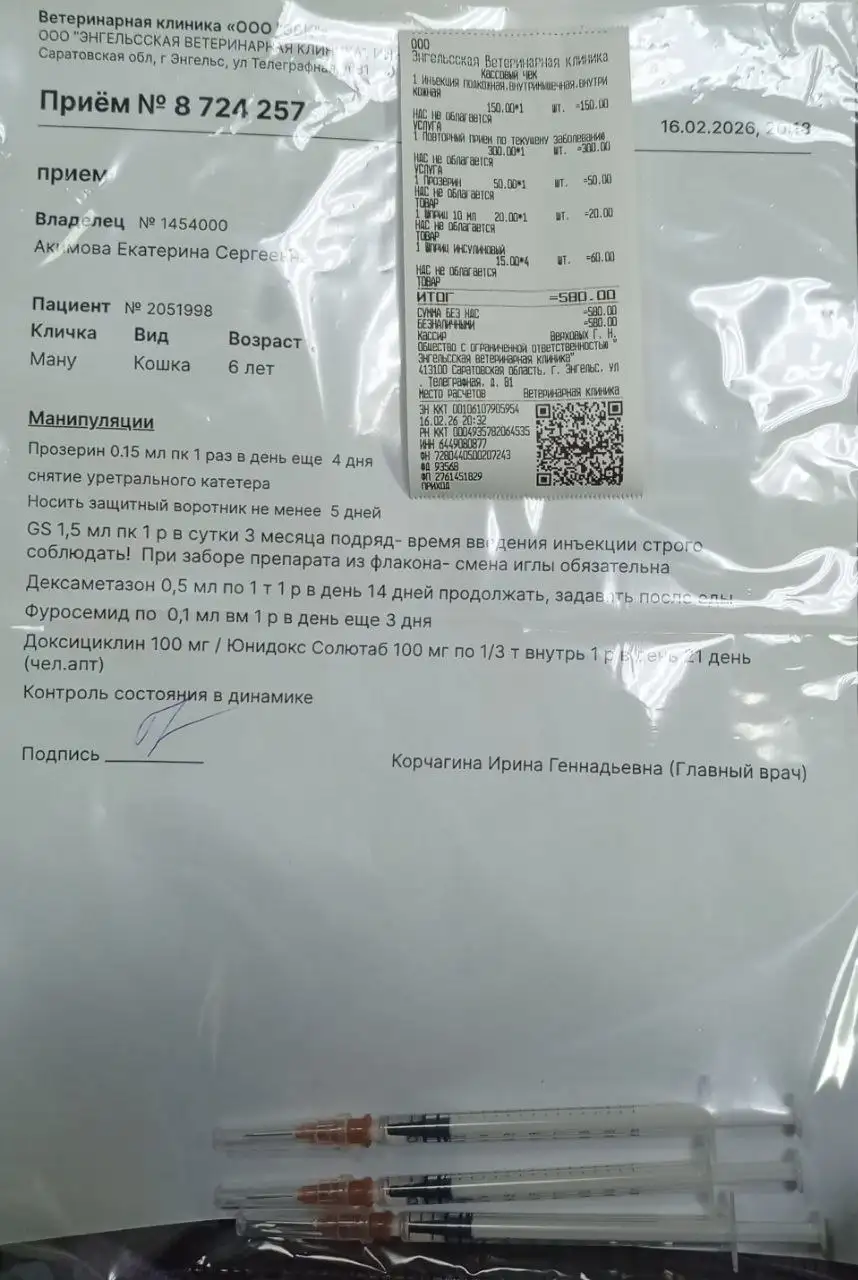 Ветеринарная клиника «ООО "ЭВК"
ООО "ЭНГЕЛЬССКАЯ ВЕТЕРИНАРНАЯ КЛИНИКА", ИН
Саратовская обл, г Энгельс, ул Телеграфная,
Приём № 8 724 257
16.02.2026,
прием
Владелец № 1454000
Акимова Екатерина Сергеевна
Пациент № 2051998
Кличка Вид Возраст
Ману Кошка 6 лет
Манипуляции
Прозерин 0.15 мл пк 1 раз в день еще 4 дня
снятие уретрального катетера
Носить защитный воротник не менее 5 дней
GS 1,5 мл пк 1 р в сутки 3 месяца подряд- время введения инъекции строго
соблюдать! При заборе препарата из флакона- смена иглы обязательна
Дексаметазон 0,5 мл по 1 т 1 р в день 14 дней продолжать, задавать после еды
Фуросемид по 0,1 мл вм 1 р в день еще 3 дня
Доксициклин 100 мг / Юнидокс Солютаб 100 мг по 1/3 т внутрь 1 р в день 21 день
(чел.апт)
Контроль состояния в динамике
Подпись
Корчагина Ирина Геннадьевна (Главный врач)
ООО
Энгельсская Ветеринарная клиника
Кассовый чек
1 Инъекция подкожная,внутримышечная,внутри
кожная
150.00*1 шт. =150.00
НДС не облагается
УСЛУГА
1 Повторный прием по текущему заболеванию
300.00*1 шт. =300.00
НДС не облагается
УСЛУГА
1 Прозерин
50.00*1 шт. =50.00
НДС не облагается
ТОВАР
1 Шприц 10 мл
20.00*1 шт. =20.00
НДС не облагается
ТОВАР
1 Шприц инсулиновый
15.00*4 шт. =60.00
НДС не облагается
ТОВАР
ИТОГ =580.00
СУММА БЕЗ НДС =580.00
БЕЗНАЛИЧНЫМИ =580.00
Кассир Верховых Г. Н.
Общество с ограниченной ответственностью "
Энгельсская ветеринарная клиника"
413100 Саратовская область, г. Энгельс, ул
. Телеграфная, д. 81
Место расчетов Ветеринарная клиника
ЗН ККТ 00106107905954
16.02.26 20:32
РН ККТ 0004935782064535
ИНН 6449080877
ФН 7280440500207243
ФД 93568
ФП 2761451829
ПРИХОД